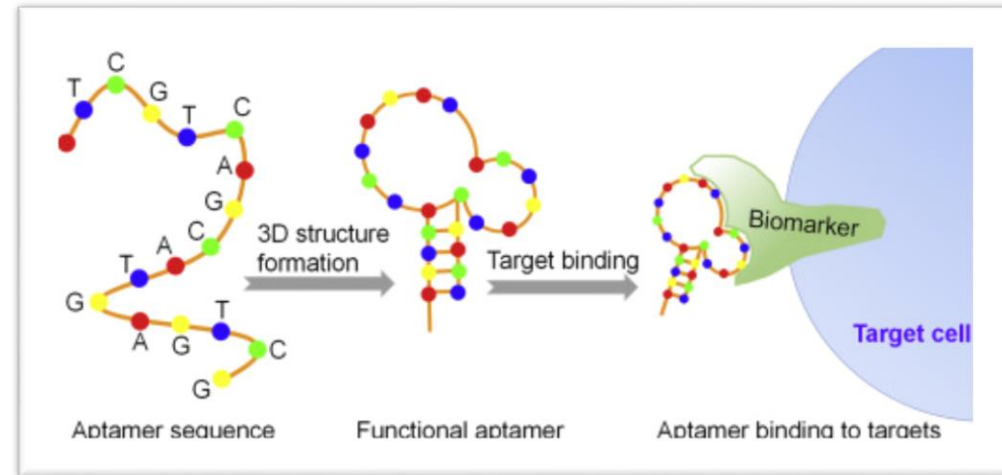 T
C
G
T
C
A
G
C
A
T
G
A
G
T
C
G
3D structure
formation
Target binding
Biomarker
Target cell
Aptamer sequence
Functional aptamer
Aptamer binding to targets